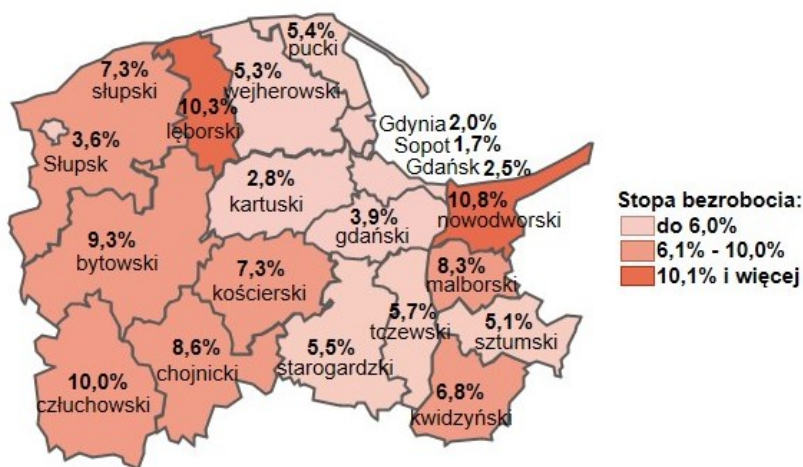 5,4%
pucki
7,3%
słupski
5,3%
wejherowski
10,3%
lęborski
Gdynia 2,0%
Sopot 1,7%
Gdańsk 2,5%
3,6%
Słupsk
2,8%
kartuski
3,9%
gdański
10,8%
nowodworski
9,3%
bytowski
7,3%
kościerski
8,3%
malborski
5,7%
tczewski
5,1%
sztumski
5,5%
starogardzki
8,6%
chojnicki
10,0%
człuchowski
6,8%
kwidzyński
Stopa bezrobocia:
do 6,0%
6,1% - 10,0%
10,1% i więcej